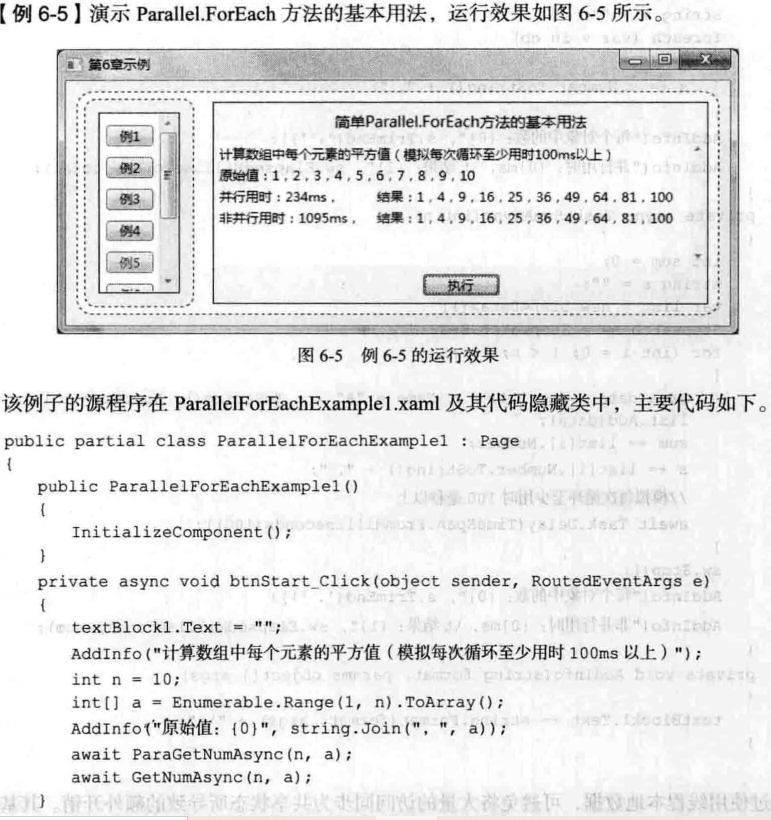 【例 6-5】演示 Parallel.ForEach 方法的基本用法，运行效果如图 6-5 所示。
第6章示例
简单Parallel.ForEach方法的基本用法
例1
例2
例3
例4
例5
计算数组中每个元素的平方值（模拟每次循环至少用时100ms以上）
原始值：1，2，3，4，5，6，7，8，9，10
并行用时：234ms， 结果：1，4，9，16，25，36，49，64，81，100
非并行用时：1095ms， 结果：1，4，9，16，25，36，49，64，81，100
执行
图 6-5 例 6-5 的运行效果
该例子的源程序在 ParallelForEachExample1.xaml 及其代码隐藏类中，主要代码如下。
public partial class ParallelForEachExample1 : Page
{
public ParallelForEachExample1()
{
InitializeComponent();
}
private async void btnStart_Click(object sender, RoutedEventArgs e)
{
textBlock1.Text = "";
AddInfo("计算数组中每个元素的平方值（模拟每次循环至少用时 100ms 以上）");
int n = 10;
int[] a = Enumerable.Range(1, n).ToArray();
AddInfo("原始值：{0}", string.Join(", ", a));
await ParaGetNumAsync(n, a);
await GetNumAsync(n, a);
}